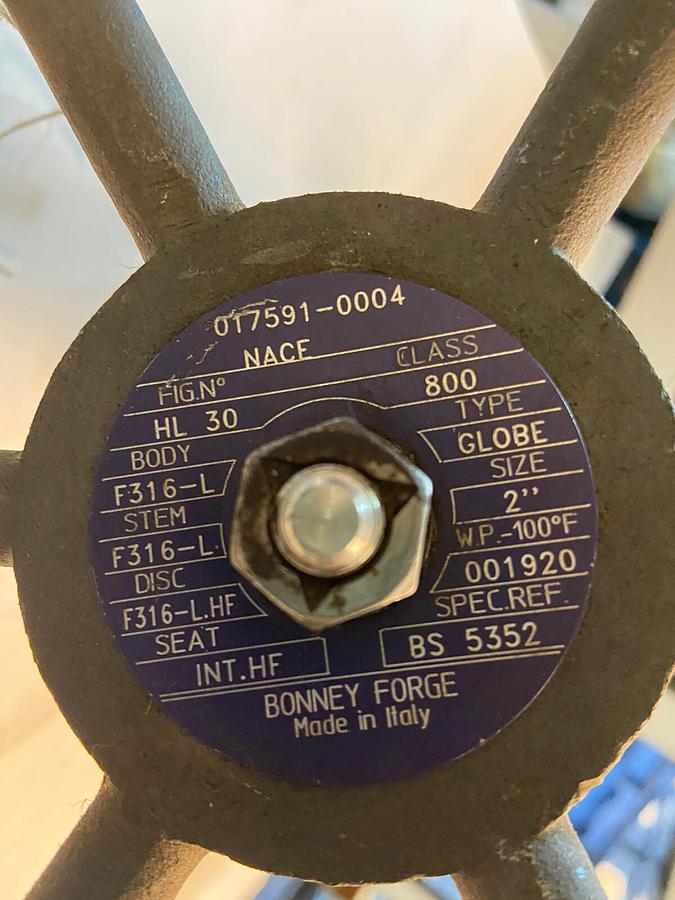 017591-0004
NACE CLASS
FIG.Nº 800
HL 30 TYPE
BODY GLOBE
F316-L SIZE
STEM 2''
F316-L. W.P.-100°F
DISC 001920
F316-L.HF SPEC.REF.
SEAT BS 5352
INT.HF
BONNEY FORGE
Made in Italy